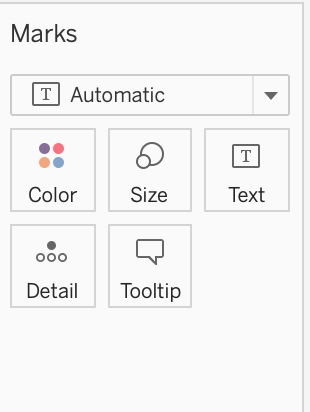 Marks
T Automatic
T
Color Size Text
Detail Tooltip